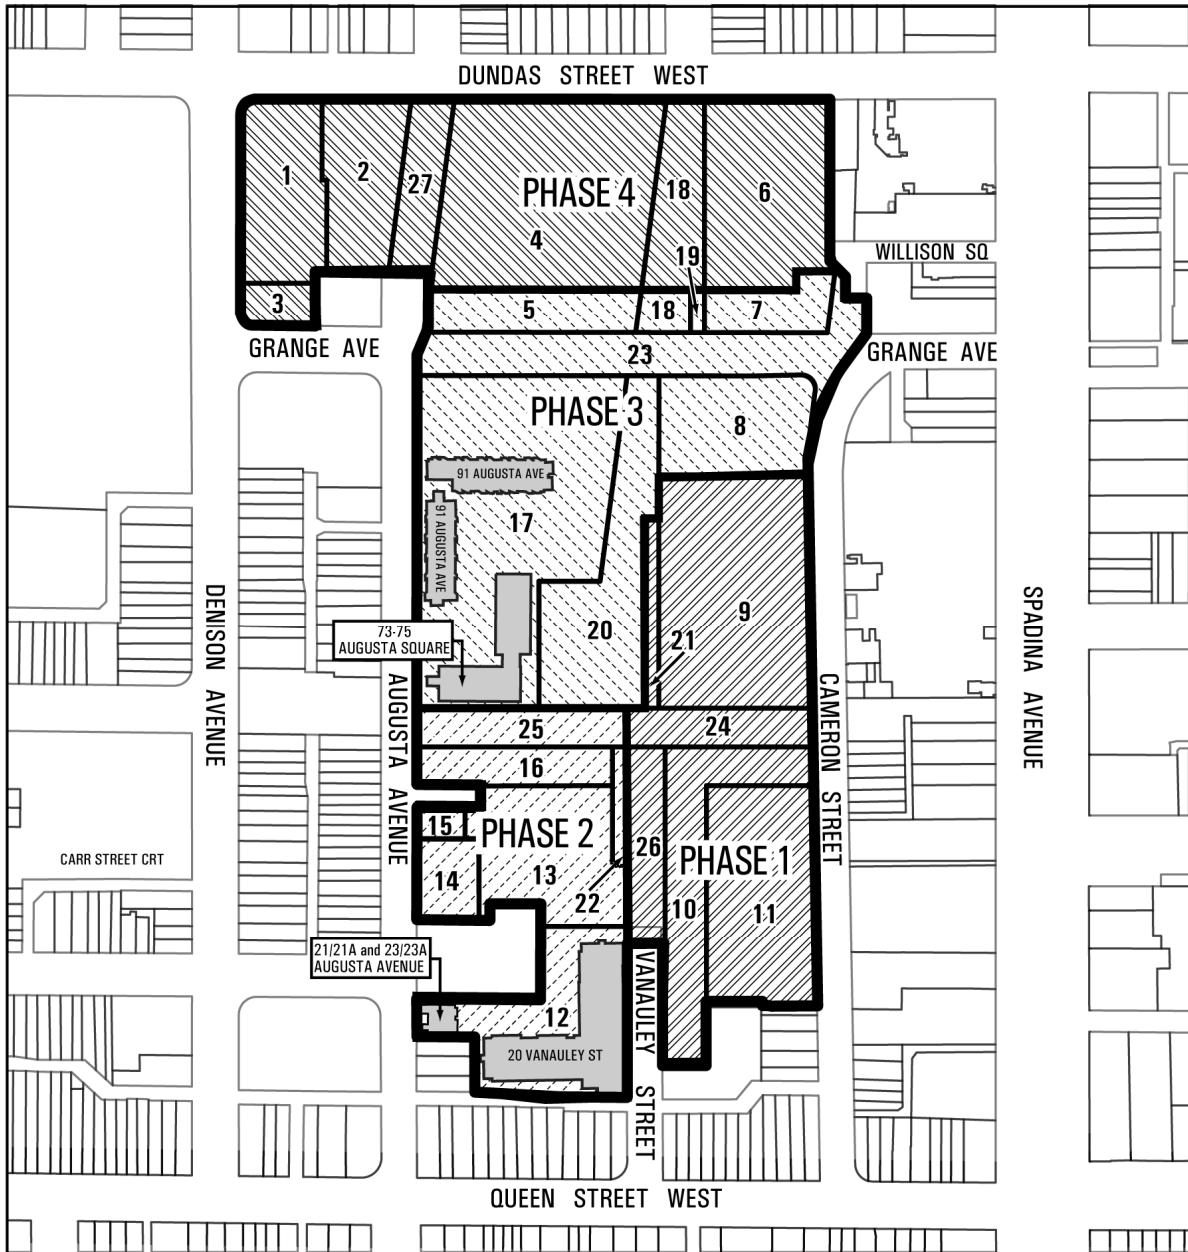 DUNDAS STREET WEST
1
2
27
PHASE 4
4
18
6
19
WILLISON SQ
3
5
18
7
GRANGE AVE
23
GRANGE AVE
PHASE 3
8
91 AUGUSTA AVE
91 AUGUSTA AVE
17
9
DENISON AVENUE
73-75
AUGUSTA SQUARE
20
21
SPADINA AVENUE
AUGUSTA AVENUE
CAMERON STREET
25
24
16
15
PHASE 2
26
PHASE 1
CARR STREET CRT
14
13
22
10
11
21/21A and 23/23A
AUGUSTA AVENUE
12
VANAULEY STREET
20 VANAULEY ST
QUEEN STREET WEST